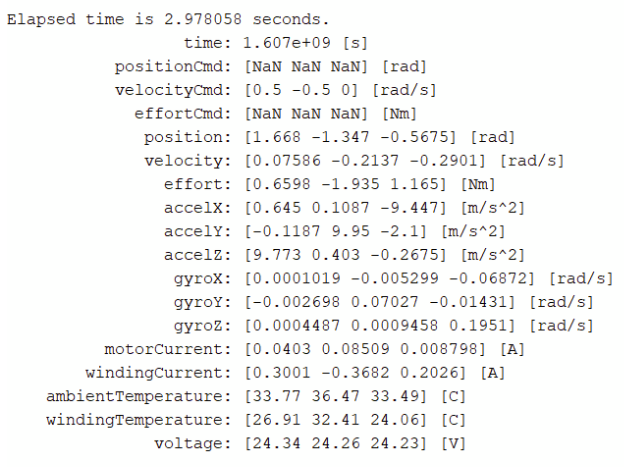 Elapsed time is 2.978058 seconds.
time: 1.607e+09 [s]
positionCmd: [NaN NaN NaN] [rad]
velocityCmd: [0.5 -0.5 0] [rad/s]
effortCmd: [NaN NaN NaN] [Nm]
position: [1.668 -1.347 -0.5675] [rad]
velocity: [0.07586 -0.2137 -0.2901] [rad/s]
effort: [0.6598 -1.935 1.165] [Nm]
accelX: [0.645 0.1087 -9.447] [m/s^2]
accelY: [-0.1187 9.95 -2.1] [m/s^2]
accelZ: [9.773 0.403 -0.2675] [m/s^2]
gyroX: [0.0001019 -0.005299 -0.06872] [rad/s]
gyroY: [-0.002698 0.07027 -0.01431] [rad/s]
gyroZ: [0.0004487 0.0009458 0.1951] [rad/s]
motorCurrent: [0.0403 0.08509 0.008798] [A]
windingCurrent: [0.3001 -0.3682 0.2026] [A]
ambientTemperature: [33.77 36.47 33.49] [C]
windingTemperature: [26.91 32.41 24.06] [C]
voltage: [24.34 24.26 24.23] [V]